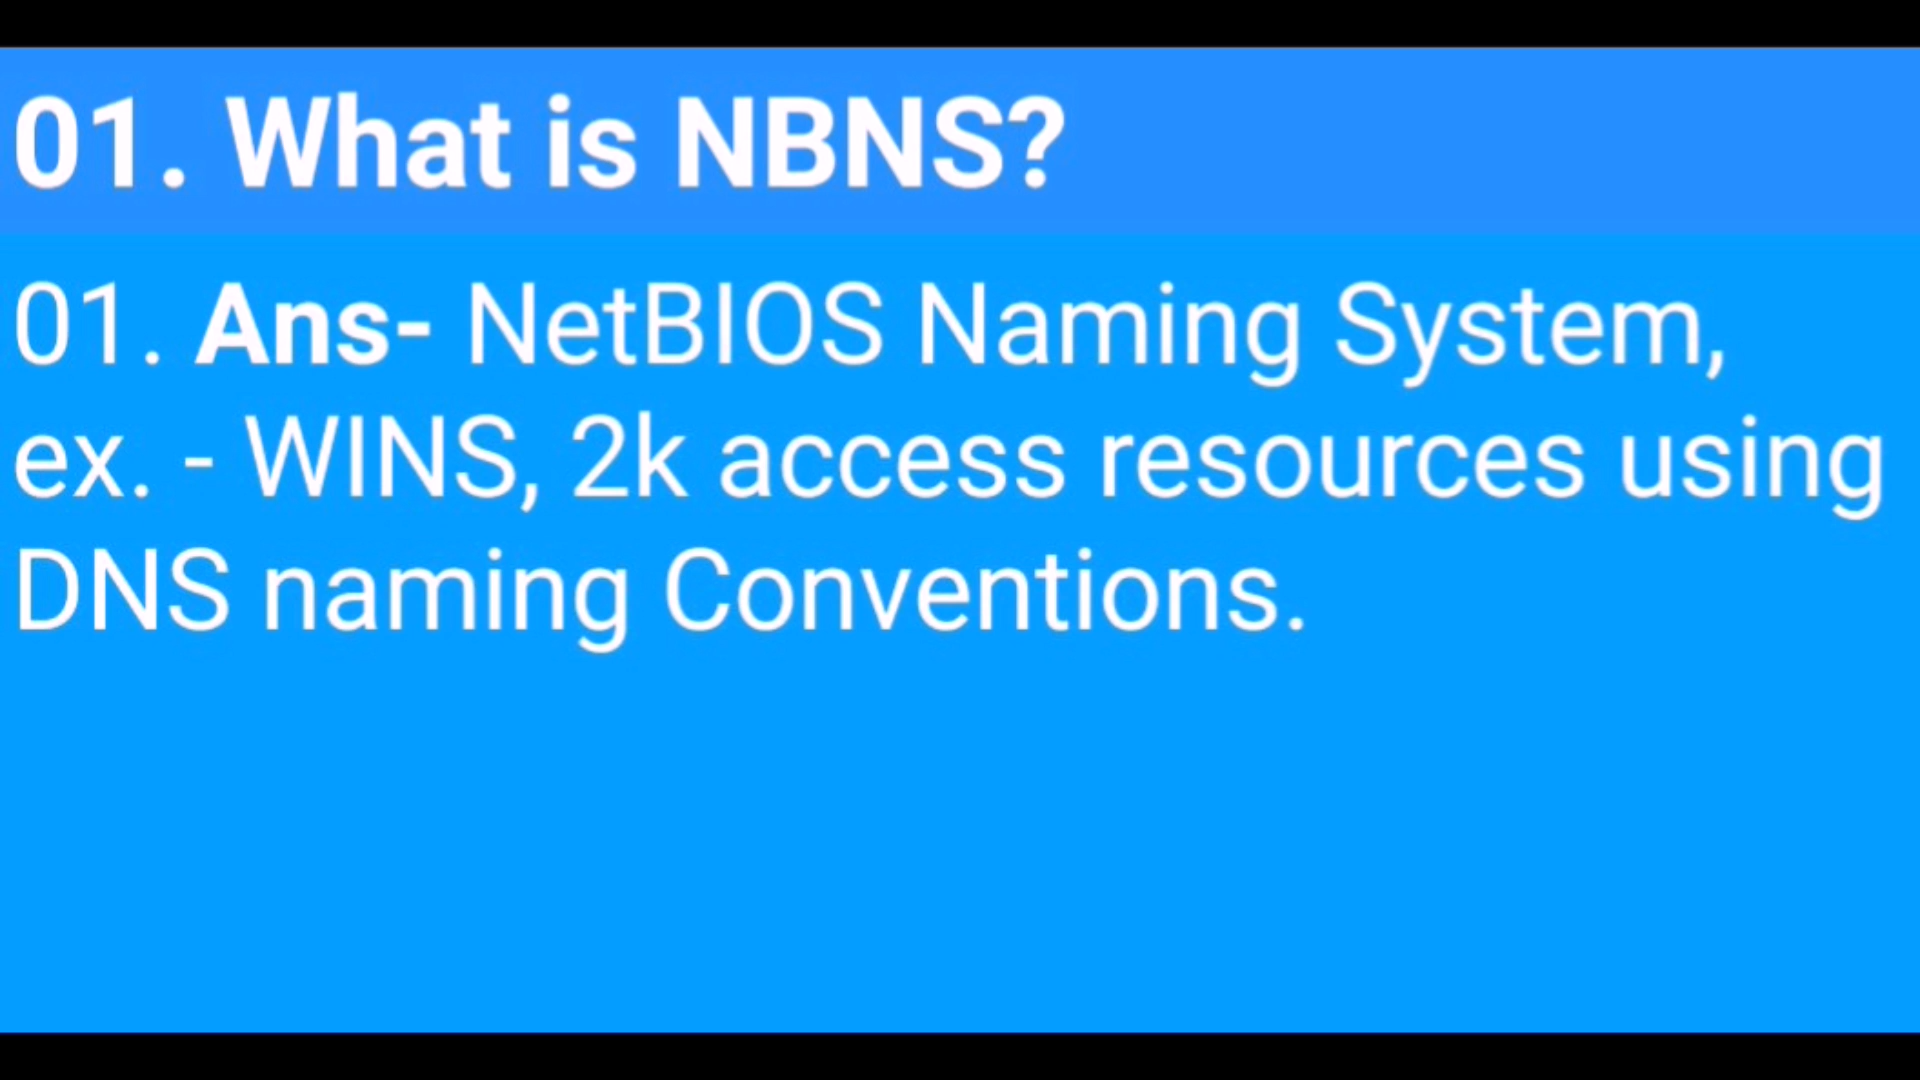 01. What is NBNS?
01. Ans- NetBIOS Naming System,
ex. - WINS, 2k access resources using
DNS naming Conventions.